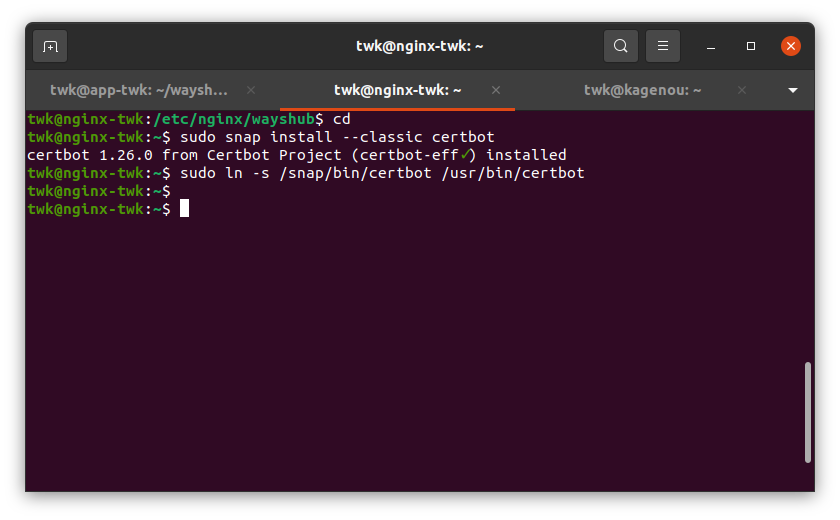 twk@nginx-twk: ~
twk@app-twk: ~/waysh…
twk@nginx-twk: ~
twk@kagenou: ~
twk@nginx-twk:/etc/nginx/wayshub$ cd
twk@nginx-twk:~$ sudo snap install --classic certbot
certbot 1.26.0 from Certbot Project (certbot-eff✓) installed
twk@nginx-twk:~$ sudo ln -s /snap/bin/certbot /usr/bin/certbot
twk@nginx-twk:~$
twk@nginx-twk:~$